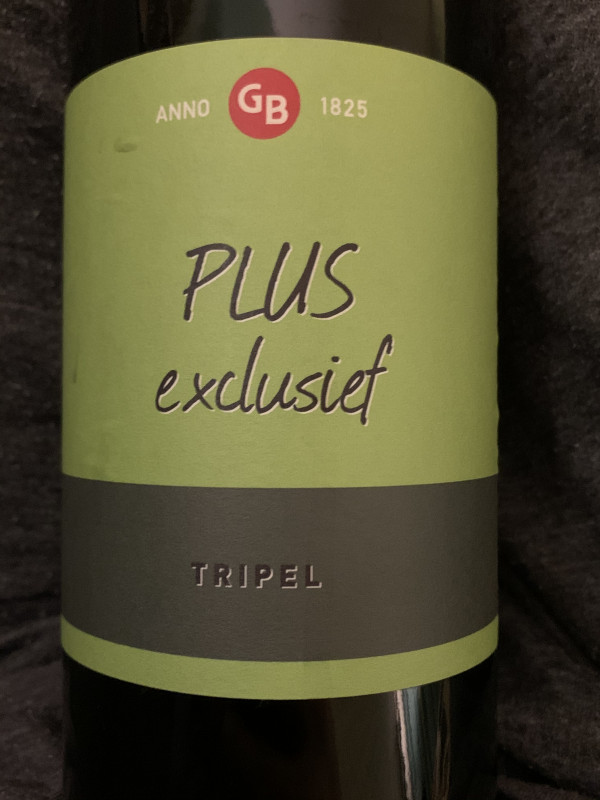 ANNO GB 1825
PLUS
exclusief
TRIPEL